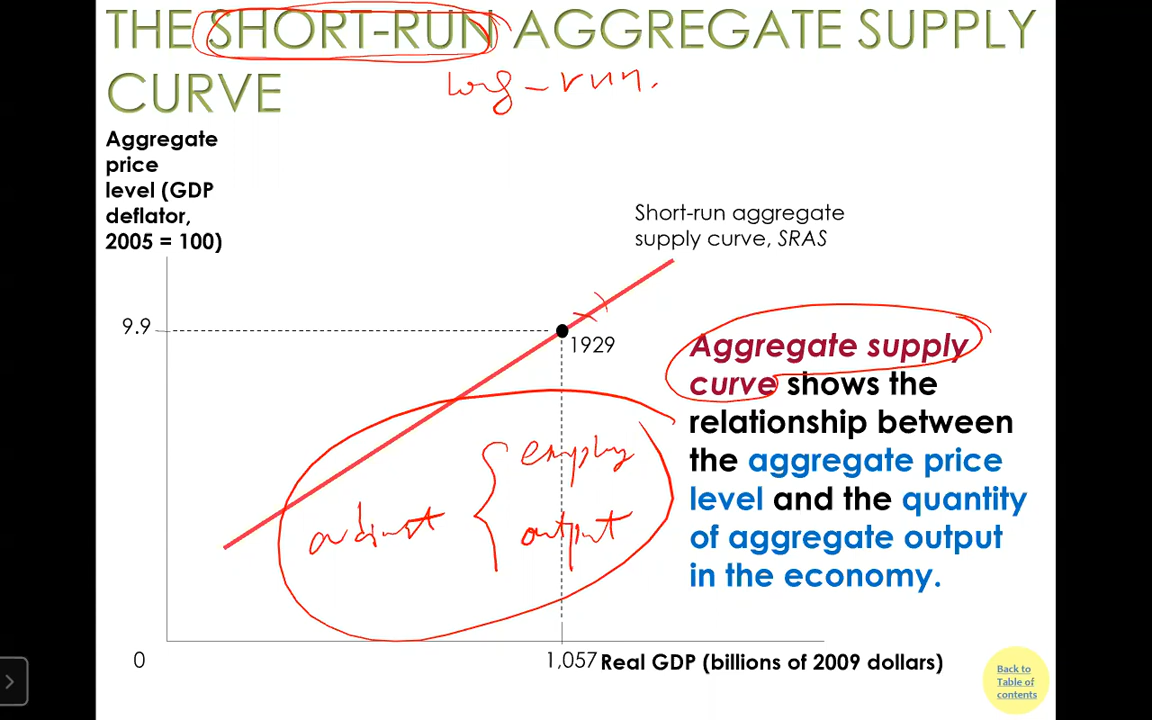 THE SHORT-RUN AGGREGATE SUPPLY
CURVE
long-run.
Aggregate
price
level (GDP
deflator,
2005 = 100)
Short-run aggregate
supply curve, SRAS
9.9
1929
Aggregate supply
curve shows the
relationship between
the aggregate price
level and the quantity
of aggregate output
in the economy.
employ
adjust
output
0
1,057
Real GDP (billions of 2009 dollars)
Back to
Table of
contents